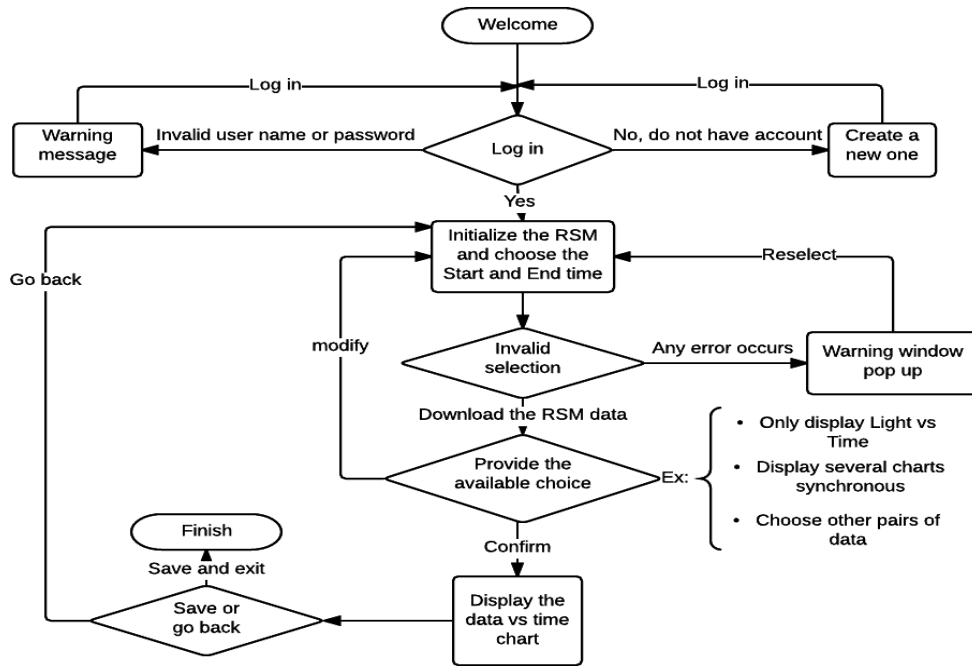 Welcome
Log in
Log in
Warning
message
Invalid user name or password
Log in
No, do not have account
Create a
new one
Yes
Initialize the RSM
and choose the
Start and End time
Go back
Reselect
modify
Invalid
selection
Any error occurs
Warning window
pop up
Download the RSM data
Provide the
available choice
Ex:
• Only display Light vs
Time
• Display several charts
synchronous
• Choose other pairs of
data
Finish
Confirm
Save and exit
Save or
go back
Display the
data vs time
chart